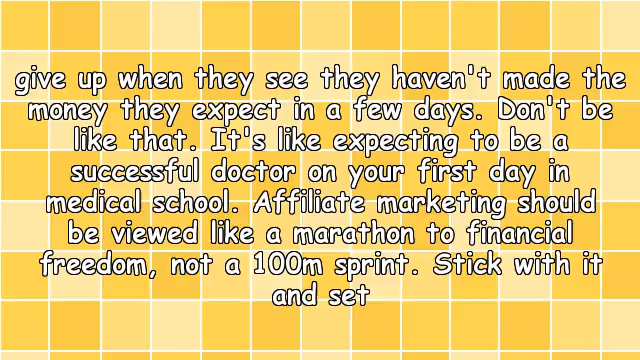 give up when they see they haven't made the
money they expect in a few days. Don't be
like that. It's like expecting to be a
successful doctor on your first day in
medical school. Affiliate marketing should
be viewed like a marathon to financial
freedom, not a 100m sprint. Stick with it
and set